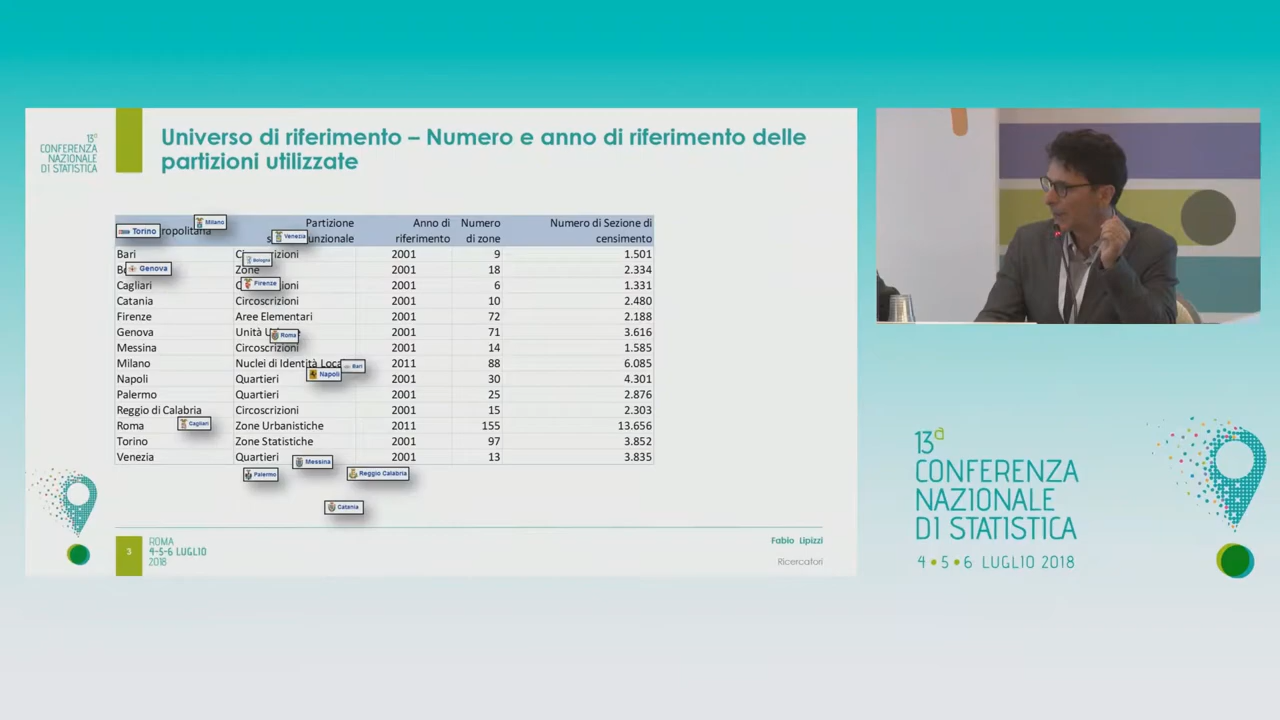 13ª
CONFERENZA
NAZIONALE
DI STATISTICA
Universo di riferimento – Numero e anno di riferimento delle
partizioni utilizzate
Milano
Torino
Venezia
Bologna
Genova
Firenze
Roma
Bari
Napoli
Cagliari
Messina
Palermo
Reggio Calabria
Catania
Partizione Anno di riferimento Numero di zone Numero di Sezione di censimento
Bari 2001 9 1.501
Zone 2001 18 2.334
Cagliari 2001 6 1.331
Catania Circoscrizioni 2001 10 2.480
Firenze Aree Elementari 2001 72 2.188
Genova Unità 2001 71 3.616
Messina Circoscrizioni 2001 14 1.585
Milano Nuclei di Identità 2011 88 6.085
Napoli Quartieri 2001 30 4.301
Palermo Quartieri 2001 25 2.876
Reggio di Calabria Circoscrizioni 2001 15 2.303
Roma Zone Urbanistiche 2011 155 13.656
Torino Zone Statistiche 2001 97 3.852
Venezia Quartieri 2001 13 3.835
3
ROMA
4-5-6 LUGLIO
2018
Fabio Lipizzi
Ricercatori
13ª
CONFERENZA
NAZIONALE
DI STATISTICA
4 • 5 • 6 LUGLIO 2018